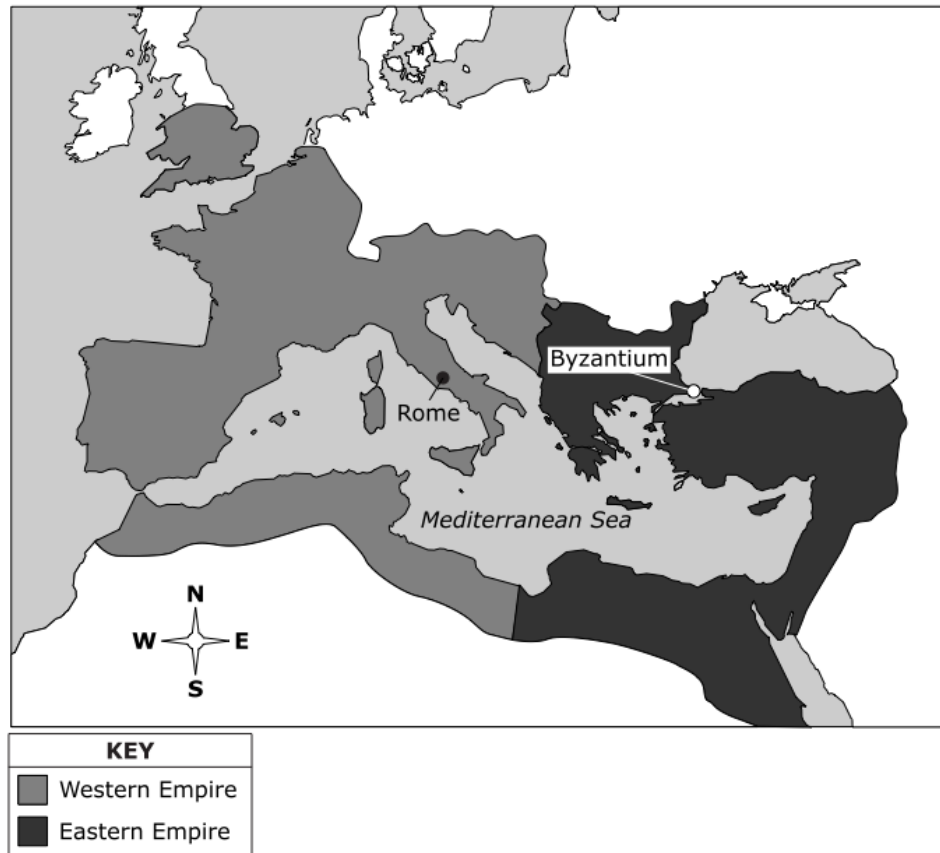 Byzantium
Rome
Mediterranean Sea
N
W E
S
KEY
Western Empire
Eastern Empire